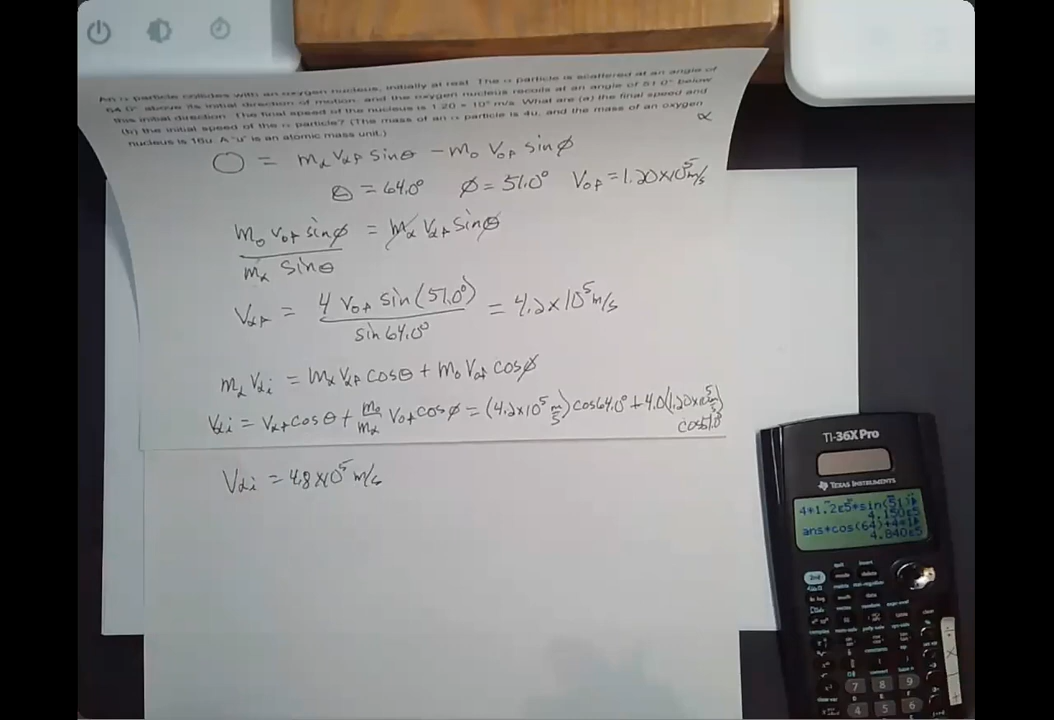 An α particle collides with an oxygen nucleus, initially at rest. The α particle is scattered at an angle of
64.0° above its initial direction of motion, and the oxygen nucleus recoils at an angle of 51.0° below
this initial direction. The final speed of the nucleus is 1.20 × 10⁵ m/s. What are (a) the final speed and
(b) the initial speed of the α particle? (The mass of an α particle is 4u, and the mass of an oxygen
nucleus is 16u. A "u" is an atomic mass unit.)
α
0 = mα Vαf sinθ − mo Vof sinφ
θ = 64.0° φ = 51.0° Vof = 1.20×10⁵ m/s
mo Vof sinφ / mα sinθ = mα Vαf sinθ
Vαf = 4 Vof sin(51.0°) / sin 64.0° = 4.2×10⁵ m/s
mα Vαi = mα Vαf cosθ + mo Vof cosφ
Vαi = Vαf cosθ + mo/mα Vof cosφ = (4.2×10⁵ m/s) cos64.0° + 4.0(1.20×10⁵ m/s)
cos51.0°
Vαi = 4.8×10⁵ m/s
TI-36X Pro
TEXAS INSTRUMENTS
4*1.2E5*sin(51)
4.150E5
ans*cos(64)+4*1
4.840E5
2nd
7 8 9
4 5 6